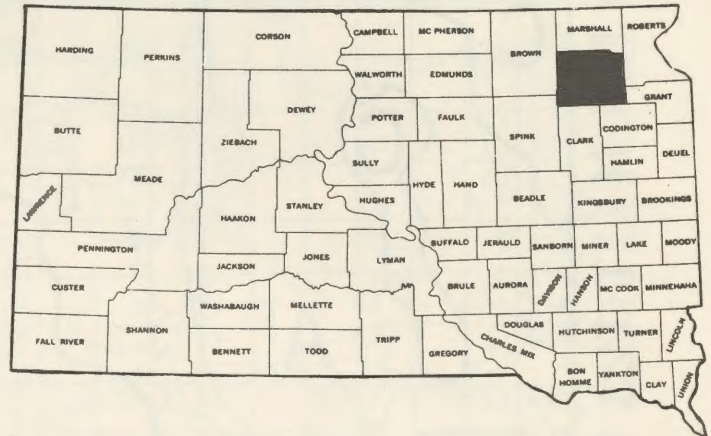 HARDING
PERKINS
CORSON
CAMPBELL
MC PHERSON
BROWN
MARSHALL
ROBERTS
WALWORTH
EDMUNDS
DEWEY
GRANT
BUTTE
ZIEBACH
POTTER
FAULK
SPINK
CLARK
CODINGTON
DEUEL
HAMLIN
MEADE
SULLY
LAWRENCE
HAAKON
STANLEY
HUGHES
HYDE
HAND
BEADLE
KINGSBURY
BROOKINGS
PENNINGTON
JACKSON
JONES
LYMAN
BUFFALO
JERAULD
SANBORN
MINER
LAKE
MOODY
CUSTER
WASHABAUGH
MELLETTE
BRULE
AURORA
DAVISON
HANSON
MC COOK
MINNEHAHA
FALL RIVER
SHANNON
BENNETT
TODD
TRIPP
GREGORY
CHARLES MIX
DOUGLAS
HUTCHINSON
TURNER
LINCOLN
BON
HOMME
YANKTON
CLAY
UNION